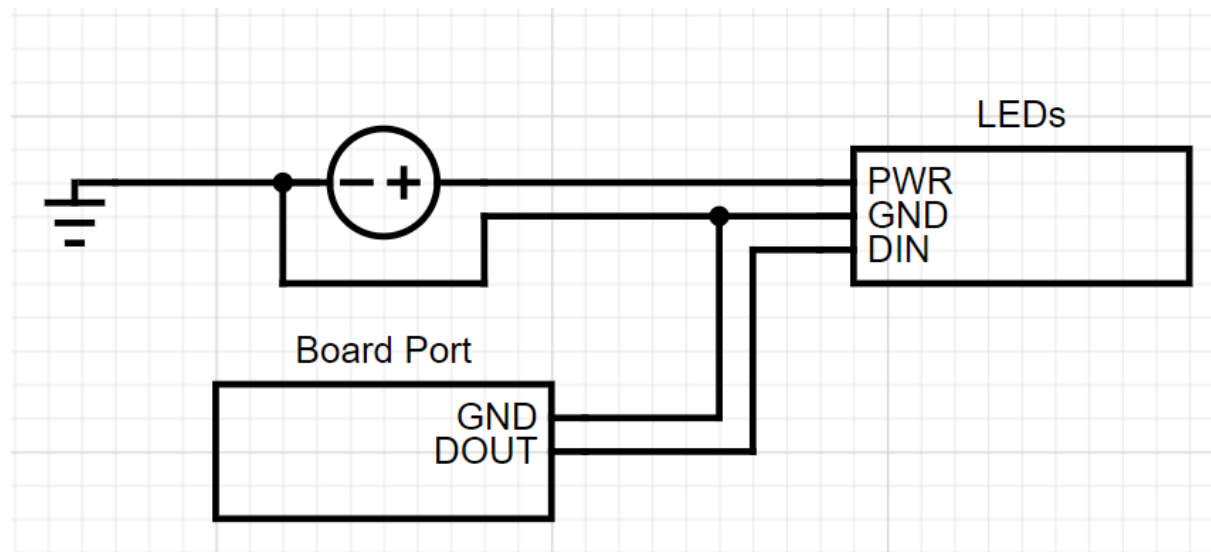 LEDs
PWR
GND
DIN
Board Port
GND
DOUT